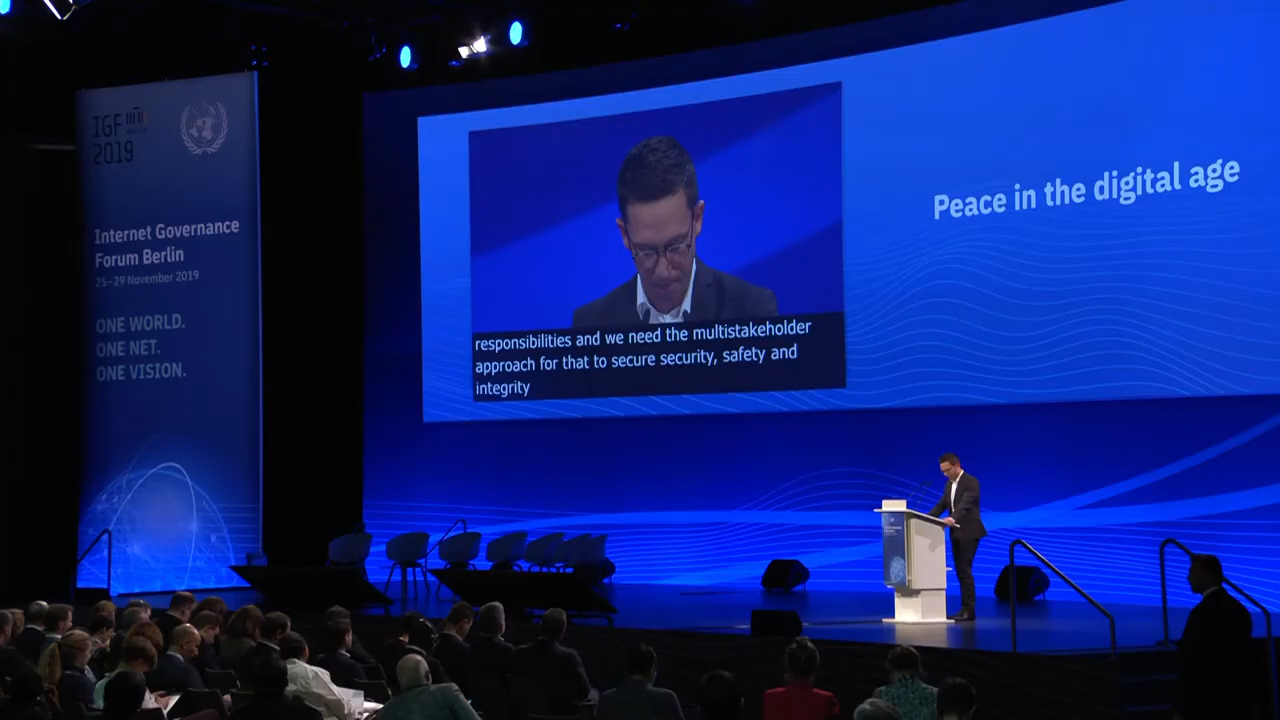 IGF
2019
Internet Governance
Forum Berlin
25–29 November 2019
ONE WORLD.
ONE NET.
ONE VISION.
Peace in the digital age
responsibilities and we need the multistakeholder
approach for that to secure security, safety and
integrity